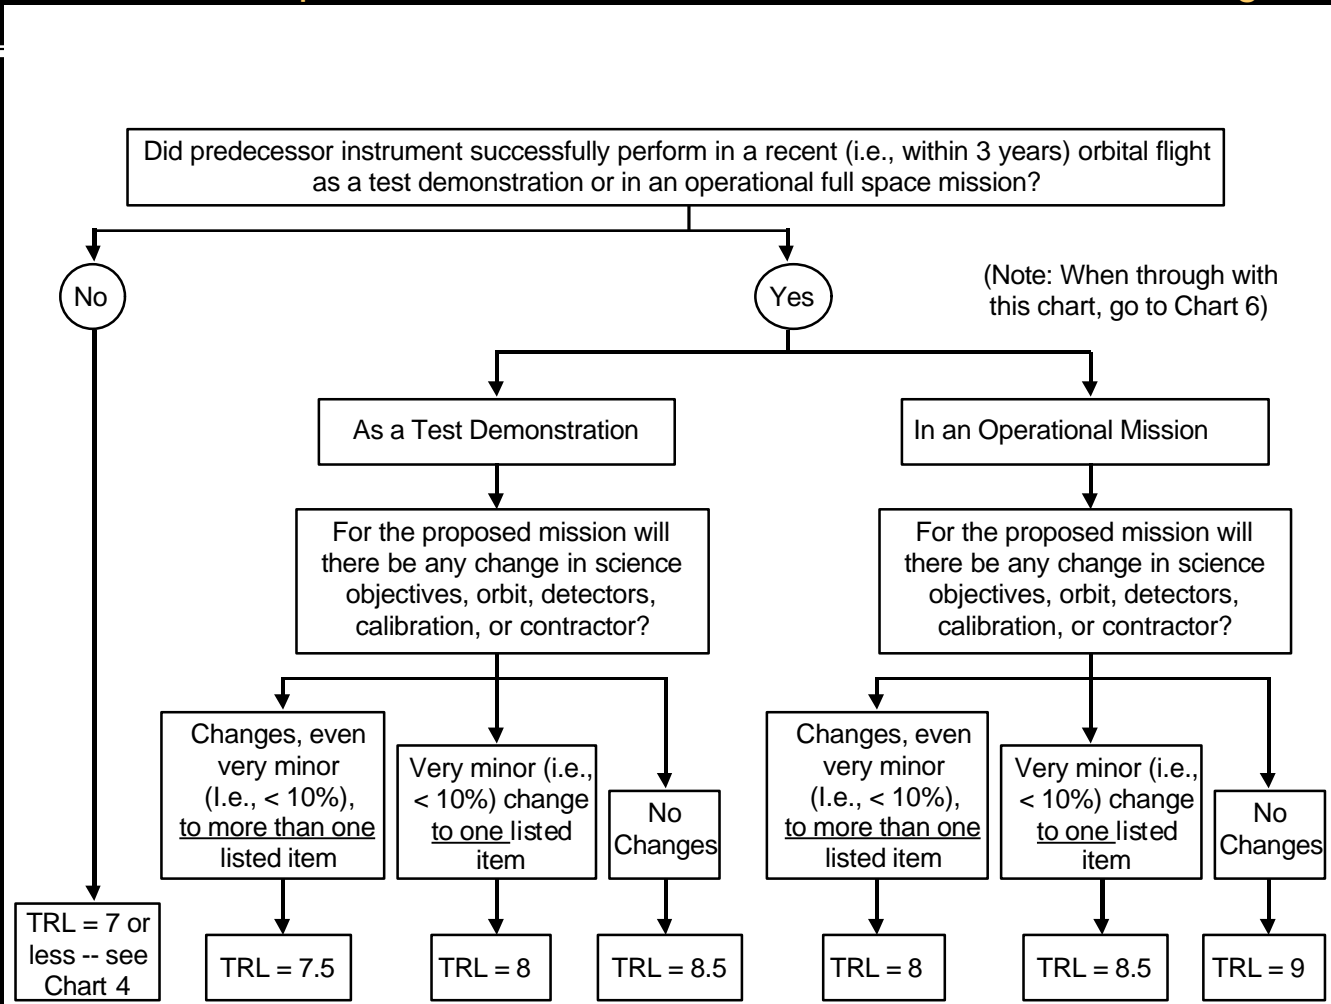 Did predecessor instrument successfully perform in a recent (i.e., within 3 years) orbital flight
as a test demonstration or in an operational full space mission?
No
Yes
(Note: When through with
this chart, go to Chart 6)
As a Test Demonstration
In an Operational Mission
For the proposed mission will
there be any change in science
objectives, orbit, detectors,
calibration, or contractor?
For the proposed mission will
there be any change in science
objectives, orbit, detectors,
calibration, or contractor?
Changes, even
very minor
(I.e., < 10%),
to more than one
listed item
Very minor (i.e.,
< 10%) change
to one listed
item
No
Changes
Changes, even
very minor
(I.e., < 10%),
to more than one
listed item
Very minor (i.e.,
< 10%) change
to one listed
item
No
Changes
TRL = 7 or
less -- see
Chart 4
TRL = 7.5
TRL = 8
TRL = 8.5
TRL = 8
TRL = 8.5
TRL = 9